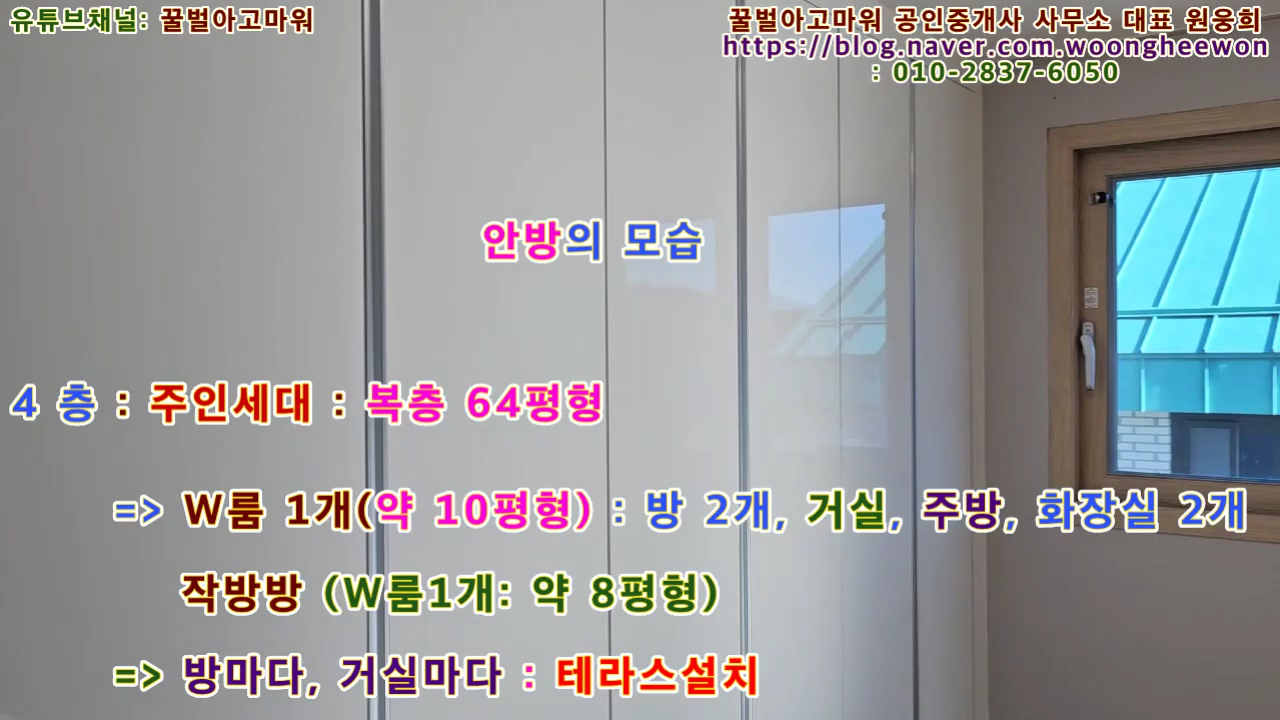 유튜브채널: 꿀벌아고마워
꿀벌아고마워 공인중개사 사무소 대표 원웅희
https://blog.naver.com.woongheewon
: 010-2837-6050
안방의 모습
4 층 : 주인세대 : 복층 64평형
=> W룸 1개(약 10평형) : 방 2개, 거실, 주방, 화장실 2개
작방방 (W룸1개: 약 8평형)
=> 방마다, 거실마다 : 테라스설치